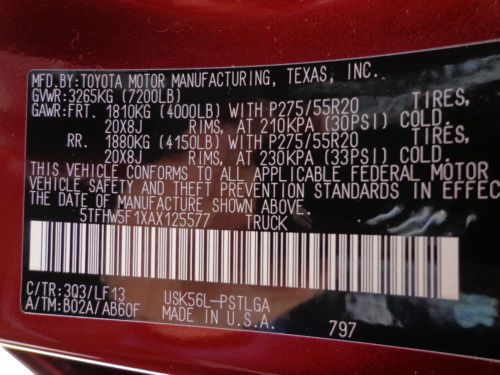 MFD.BY:TOYOTA MOTOR MANUFACTURING, TEXAS, INC.
GVWR:3265KG (7200LB)
GAWR:FRT. 1810KG (4000LB) WITH P275/55R20 TIRES,
20X8J RIMS, AT 210KPA (30PSI) COLD.
RR. 1880KG (4150LB) WITH P275/55R20 TIRES,
20X8J RIMS, AT 230KPA (33PSI) COLD.
THIS VEHICLE CONFORMS TO ALL APPLICABLE FEDERAL MOTOR
VEHICLE SAFETY AND THEFT PREVENTION STANDARDS IN EFFEC
THE DATE OF MANUFACTURE SHOWN ABOVE.
5TFHW5F1XAX125577 TRUCK
C/TR:3Q3/LF13 USK56L-PSTLGA
A/TM:B02A/AB60F MADE IN U.S.A.
797